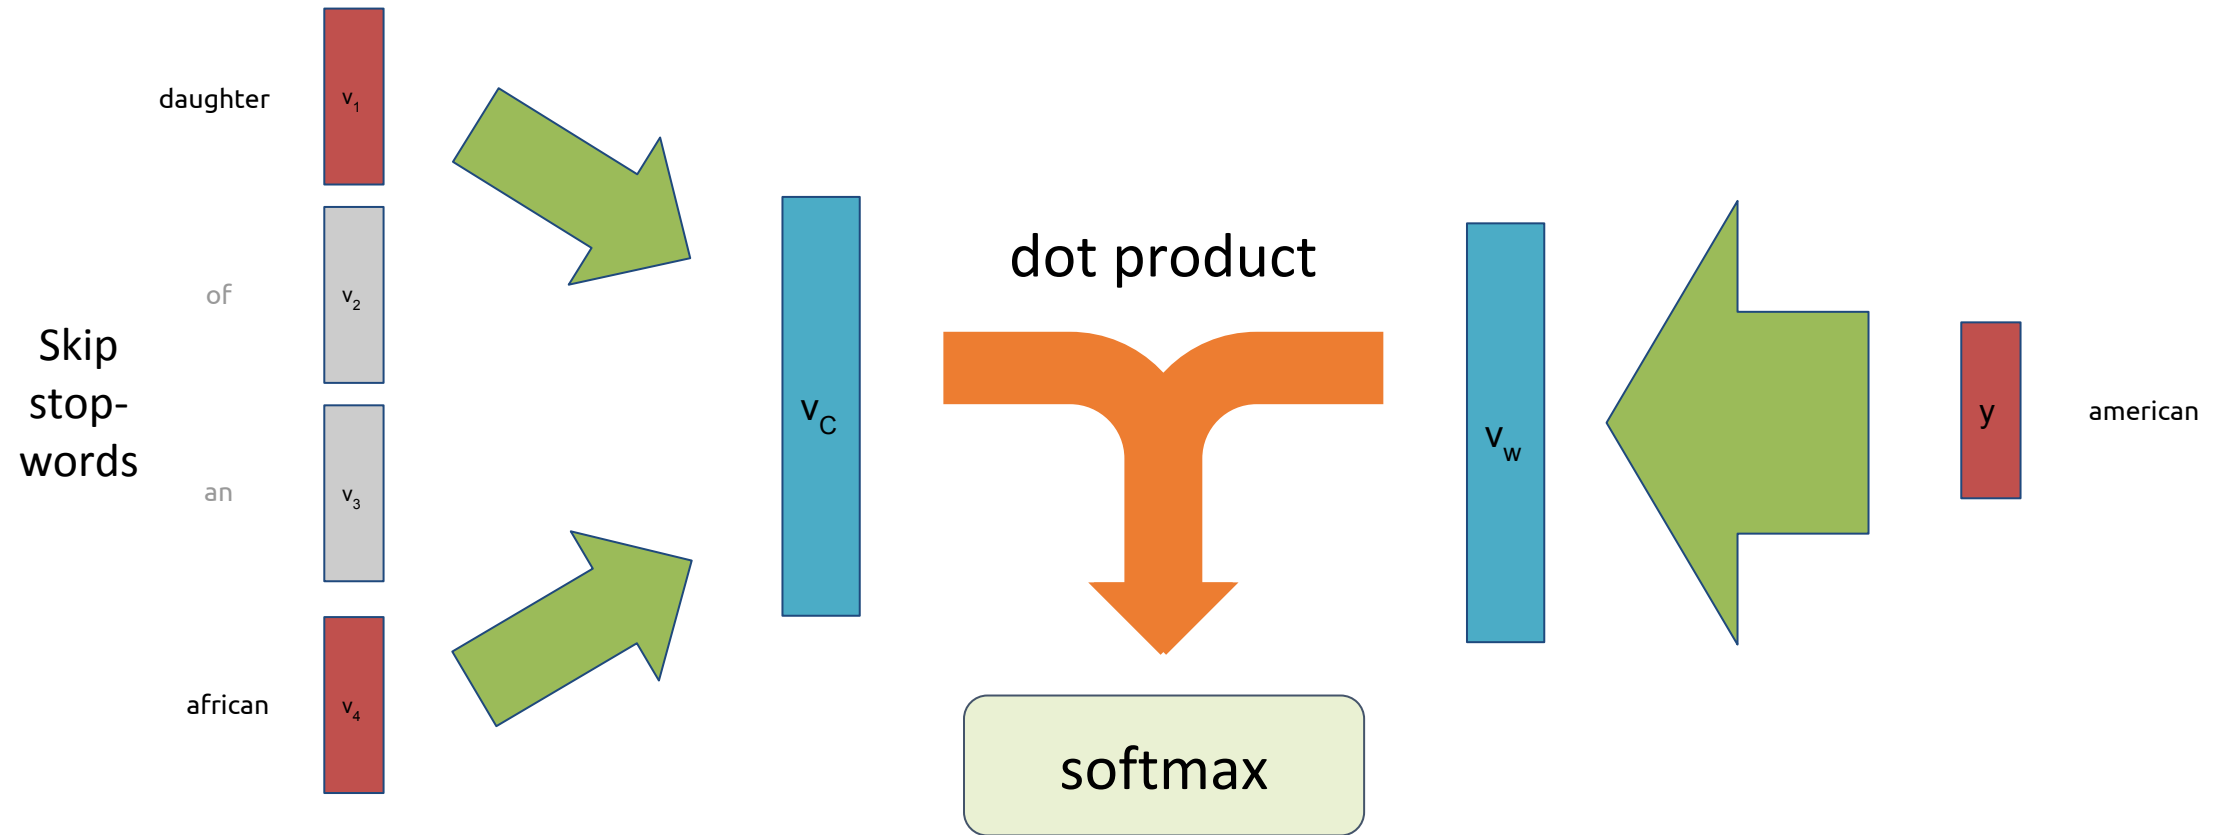 Skip
stop-
words
daughter
v1
of
v2
an
v3
african
v4
vC
dot product
softmax
vw
y
american